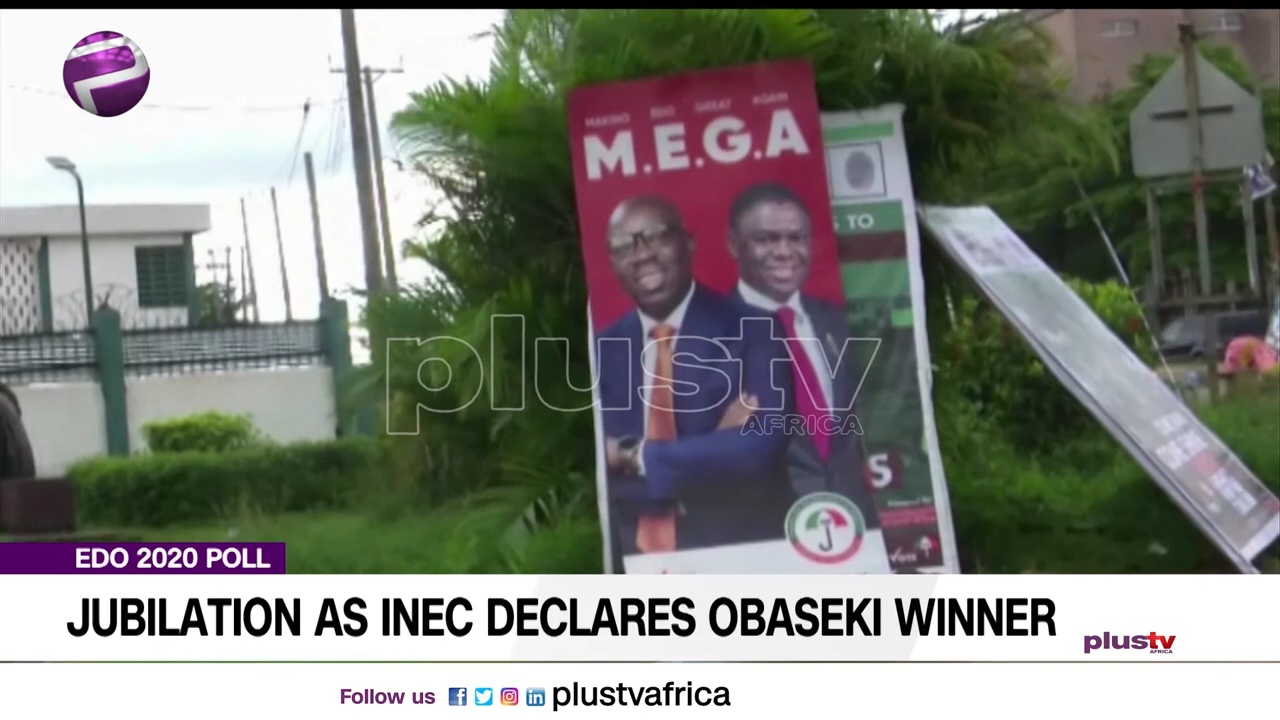 MAKING EDO GREAT AGAIN
M.E.G.A
S TO
S
plustv
AFRICA
EDO 2020 POLL
JUBILATION AS INEC DECLARES OBASEKI WINNER
plustv
AFRICA
Follow us plustvafrica